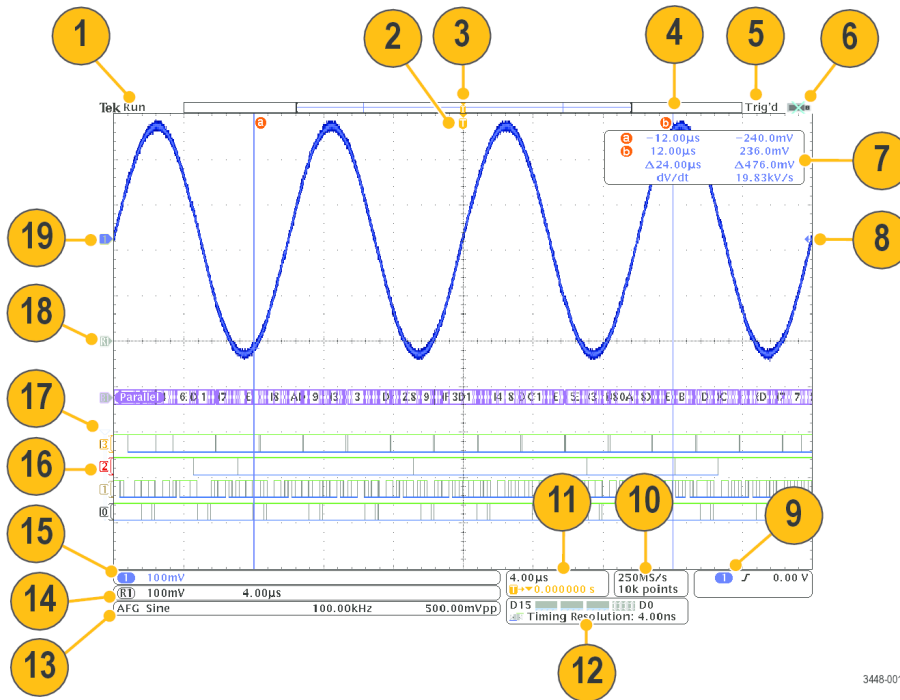 1
2
3
4
5
6
Tek Run
T
Trig'd
a
T
b
a -12.00µs -240.0mV
b 12.00µs 236.0mV
Δ24.00µs Δ476.0mV
dV/dt 19.83kV/s
7
19
1
8
18
R1
17
Parallel
3
16
2
1
0
11
10
9
15
1 100mV
4.00µs
T→▼0.000000 s
250MS/s
10k points
1 ʃ 0.00 V
14
R1 100mV 4.00µs
13
AFG Sine 100.00kHz 500.00mVpp
D15 D0
Timing Resolution: 4.00ns
12
3448-001